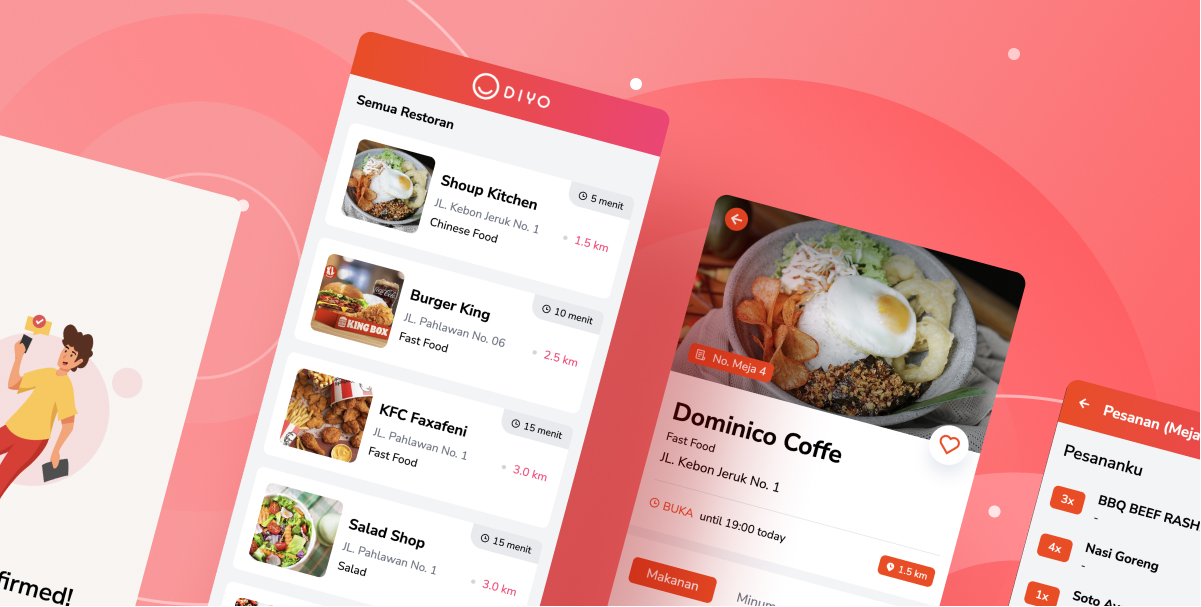 firmed!
DIYO
Semua Restoran
Shoup Kitchen
5 menit
JL. Kebon Jeruk No. 1
Chinese Food
1.5 km
Burger King
10 menit
JL. Pahlawan No. 06
Fast Food
2.5 km
KING BOX
KFC Faxafeni
15 menit
JL. Pahlawan No. 1
Fast Food
3.0 km
Salad Shop
15 menit
JL. Pahlawan No. 1
Salad
3.0 km
No. Meja 4
Dominico Coffe
Fast Food
JL. Kebon Jeruk No. 1
BUKA until 19:00 today
1.5 km
Makanan
Minum
Pesanan (Meja
Pesananku
3x BBQ BEEF RASH
-
4x Nasi Goreng
-
1x Soto Ay